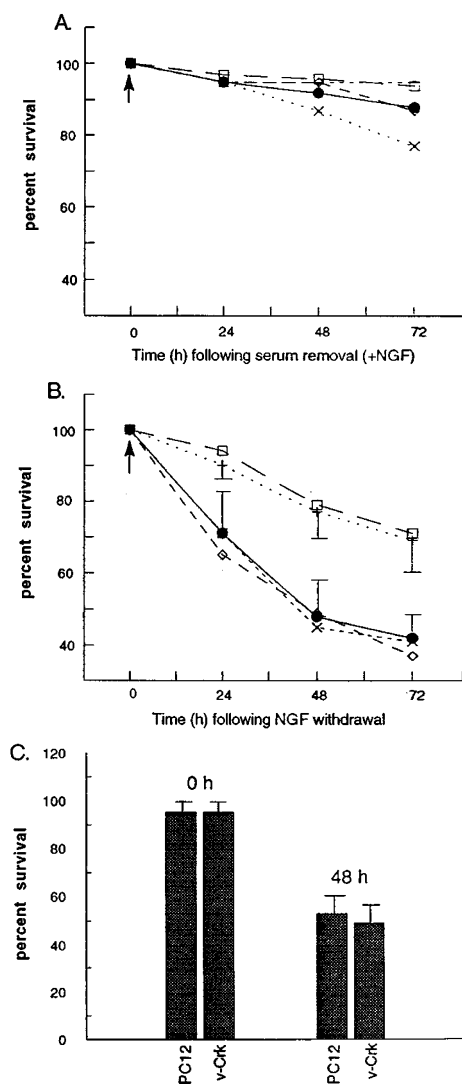 A.
percent survival
100
80
60
40
0
24
48
72
Time (h) following serum removal (+NGF)
B.
percent survival
100
80
60
40
0
24
48
72
Time (h) following NGF withdrawal
C.
percent survival
120
100
80
60
40
20
0
0 h
48 h
PC12
v-Crk
PC12
v-Crk